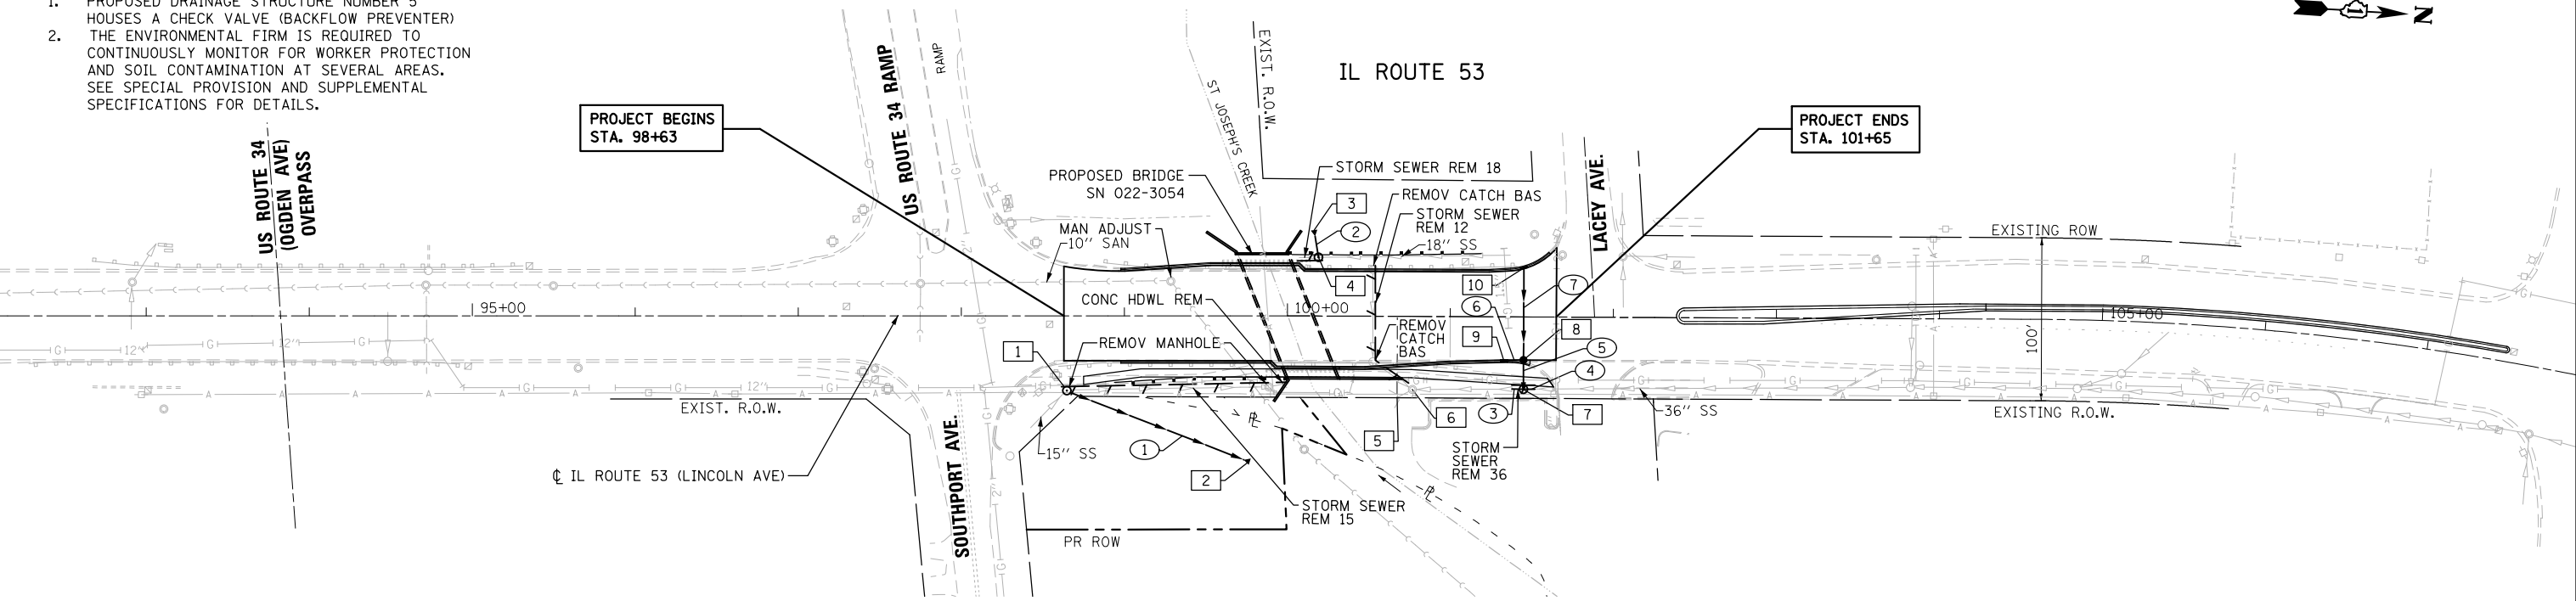 1. PROPOSED DRAINAGE STRUCTURE NUMBER 5
HOUSES A CHECK VALVE (BACKFLOW PREVENTER)
2. THE ENVIRONMENTAL FIRM IS REQUIRED TO
CONTINUOUSLY MONITOR FOR WORKER PROTECTION
AND SOIL CONTAMINATION AT SEVERAL AREAS.
SEE SPECIAL PROVISION AND SUPPLEMENTAL
SPECIFICATIONS FOR DETAILS.
N
IL ROUTE 53
US ROUTE 34
(OGDEN AVE)
OVERPASS
PROJECT BEGINS
STA. 98+63
US ROUTE 34 RAMP
RAMP
ST JOSEPH'S CREEK
EXIST. R.O.W.
PROJECT ENDS
STA. 101+65
LACEY AVE.
PROPOSED BRIDGE
SN 022-3054
STORM SEWER REM 18
REMOV CATCH BAS
STORM SEWER
REM 12
3
2
18" SS
MAN ADJUST
10" SAN
4
10
7
6
EXISTING ROW
CONC HDWL REM
95+00
100+00
105+00
100'
REMOV
CATCH
BAS
9
8
5
4
REMOV MANHOLE
1
12"
12"
12"
EXIST. R.O.W.
15" SS
1
2
℄ IL ROUTE 53 (LINCOLN AVE)
SOUTHPORT AVE.
PR ROW
STORM SEWER
REM 15
5
6
3
7
STORM
SEWER
REM 36
36" SS
EXISTING R.O.W.